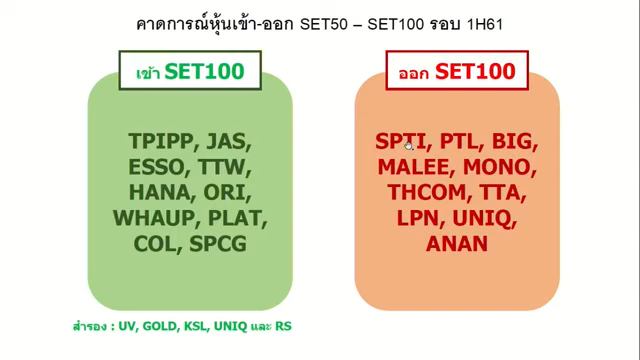 คาดการณ์หุ้นเข้า-ออก SET50 – SET100 รอบ 1H61
เข้า SET100
TPIPP, JAS,
ESSO, TTW,
HANA, ORI,
WHAUP, PLAT,
COL, SPCG
สำรอง : UV, GOLD, KSL, UNIQ และ RS
ออก SET100
SPTI, PTL, BIG,
MALEE, MONO,
THCOM, TTA,
LPN, UNIQ,
ANAN